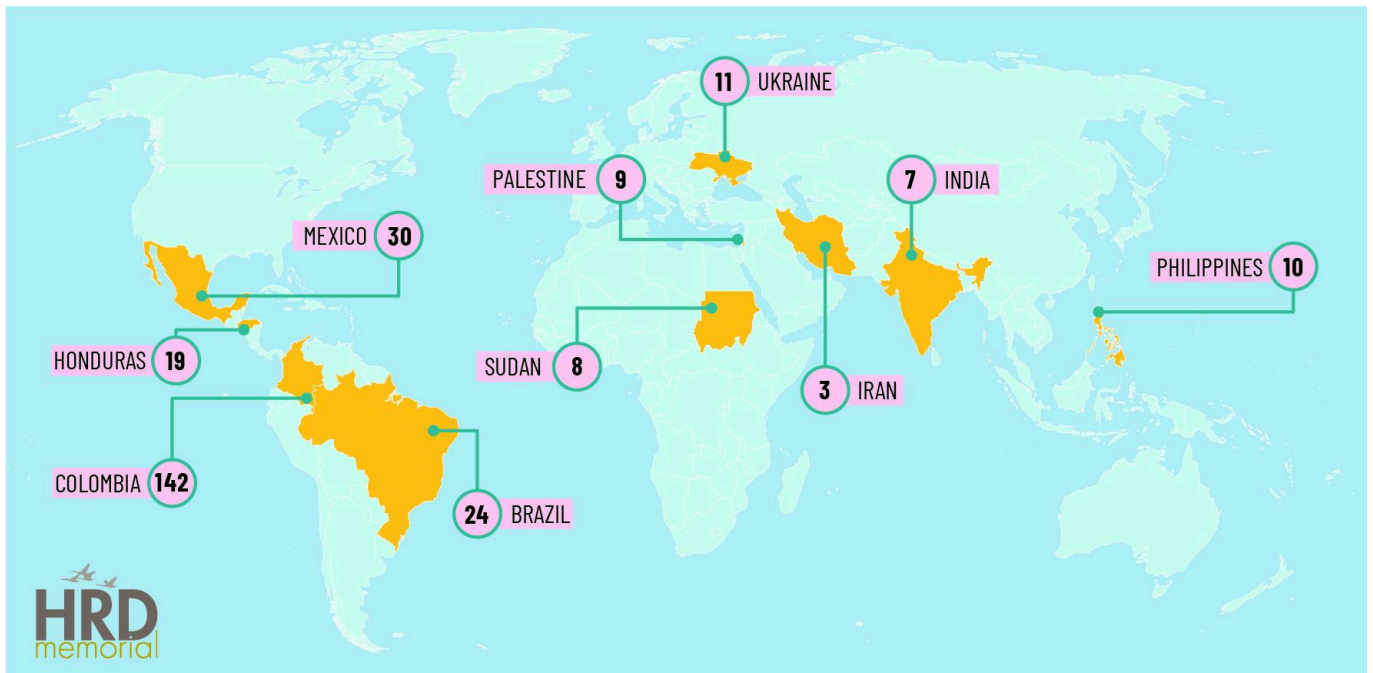 11 UKRAINE
PALESTINE 9
7 INDIA
MEXICO 30
PHILIPPINES 10
HONDURAS 19
SUDAN 8
3 IRAN
COLOMBIA 142
24 BRAZIL
HRD
memorial